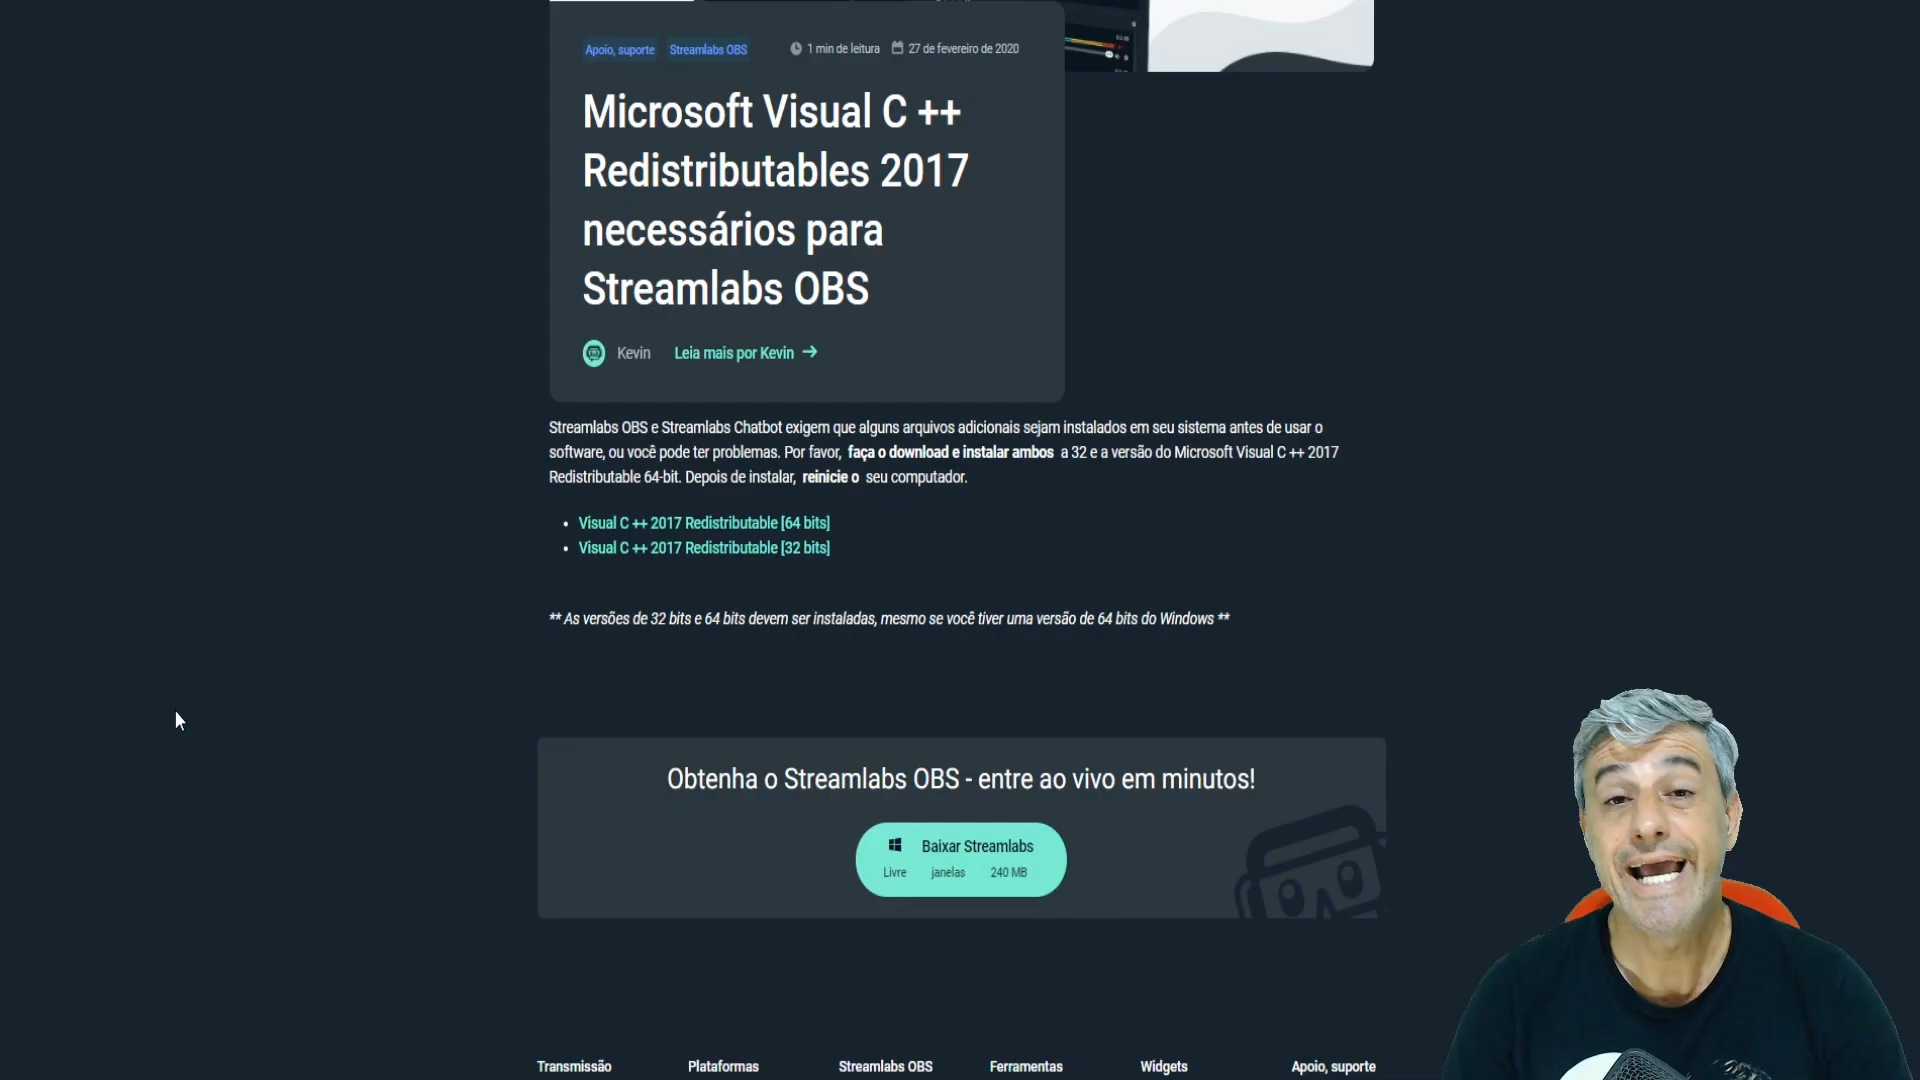 Apoio, suporte Streamlabs OBS 1 min de leitura 27 de fevereiro de 2020
Microsoft Visual C ++
Redistributables 2017
necessários para
Streamlabs OBS
Kevin Leia mais por Kevin →
Streamlabs OBS e Streamlabs Chatbot exigem que alguns arquivos adicionais sejam instalados em seu sistema antes de usar o
software, ou você pode ter problemas. Por favor, faça o download e instalar ambos a 32 e a versão do Microsoft Visual C ++ 2017
Redistributable 64-bit. Depois de instalar, reinicie o seu computador.
• Visual C ++ 2017 Redistributable [64 bits]
• Visual C ++ 2017 Redistributable [32 bits]
** As versões de 32 bits e 64 bits devem ser instaladas, mesmo se você tiver uma versão de 64 bits do Windows **
Obtenha o Streamlabs OBS - entre ao vivo em minutos!
Baixar Streamlabs
Livre janelas 240 MB
Transmissão Plataformas Streamlabs OBS Ferramentas Widgets Apoio, suporte